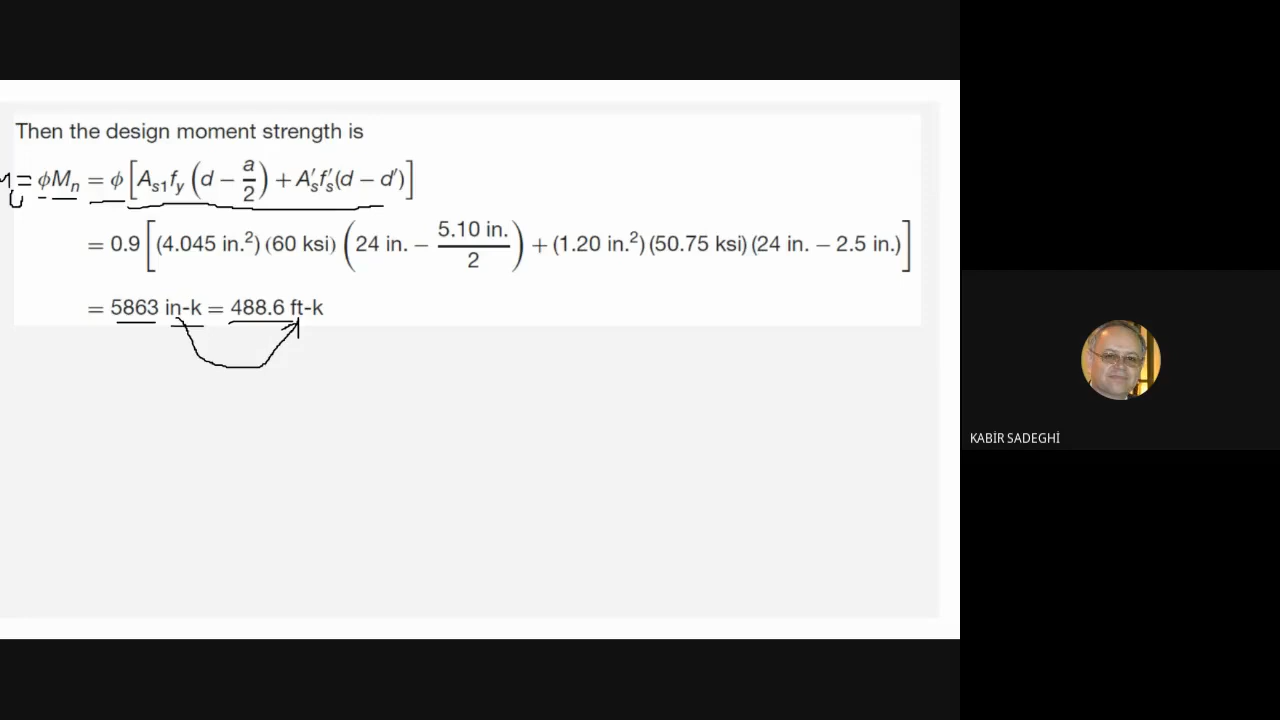 Then the design moment strength is
Mu = ϕMn = ϕ[As1fy(d − a/2) + A′sf′s(d − d′)]
= 0.9[(4.045 in.²)(60 ksi)(24 in. − 5.10 in./2) + (1.20 in.²)(50.75 ksi)(24 in. − 2.5 in.)]
= 5863 in-k = 488.6 ft-k
KABİR SADEGHİ